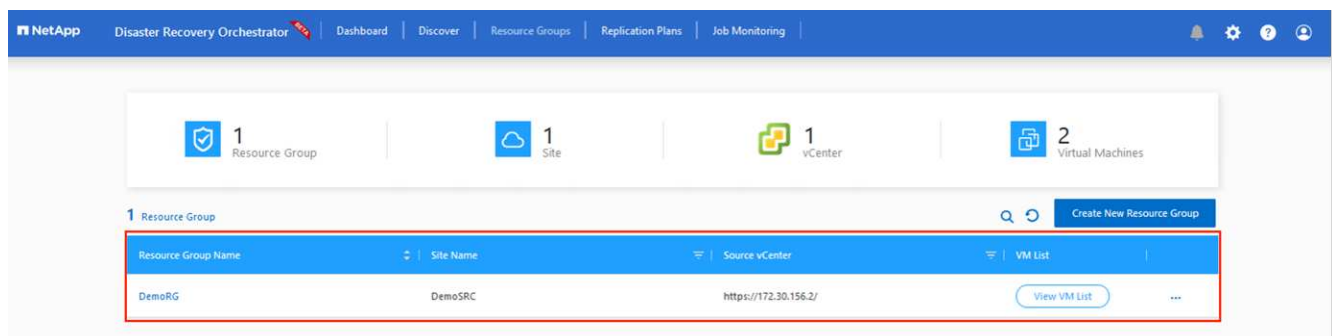 NetApp Disaster Recovery Orchestrator BETA Dashboard Discover Resource Groups Replication Plans Job Monitoring
1 Resource Group
1 Site
1 vCenter
2 Virtual Machines
1 Resource Group
Create New Resource Group
Resource Group Name Site Name Source vCenter VM List
DemoRG DemoSRC https://172.30.156.2/ View VM List ...